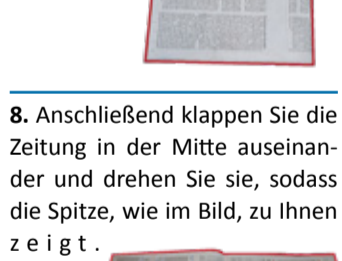 8. Anschließend klappen Sie die
Zeitung in der Mitte auseinan-
der und drehen Sie sie, sodass
die Spitze, wie im Bild, zu Ihnen
zeigt.